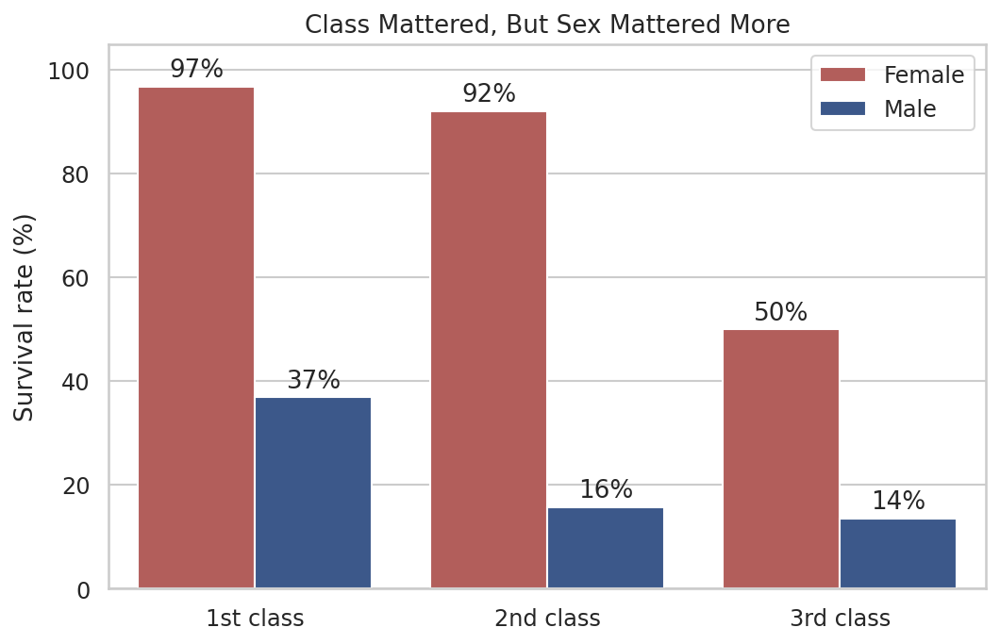 Class Mattered, But Sex Mattered More
Female
Male
Survival rate (%)
100
80
60
40
20
0
97%
37%
92%
16%
50%
14%
1st class
2nd class
3rd class